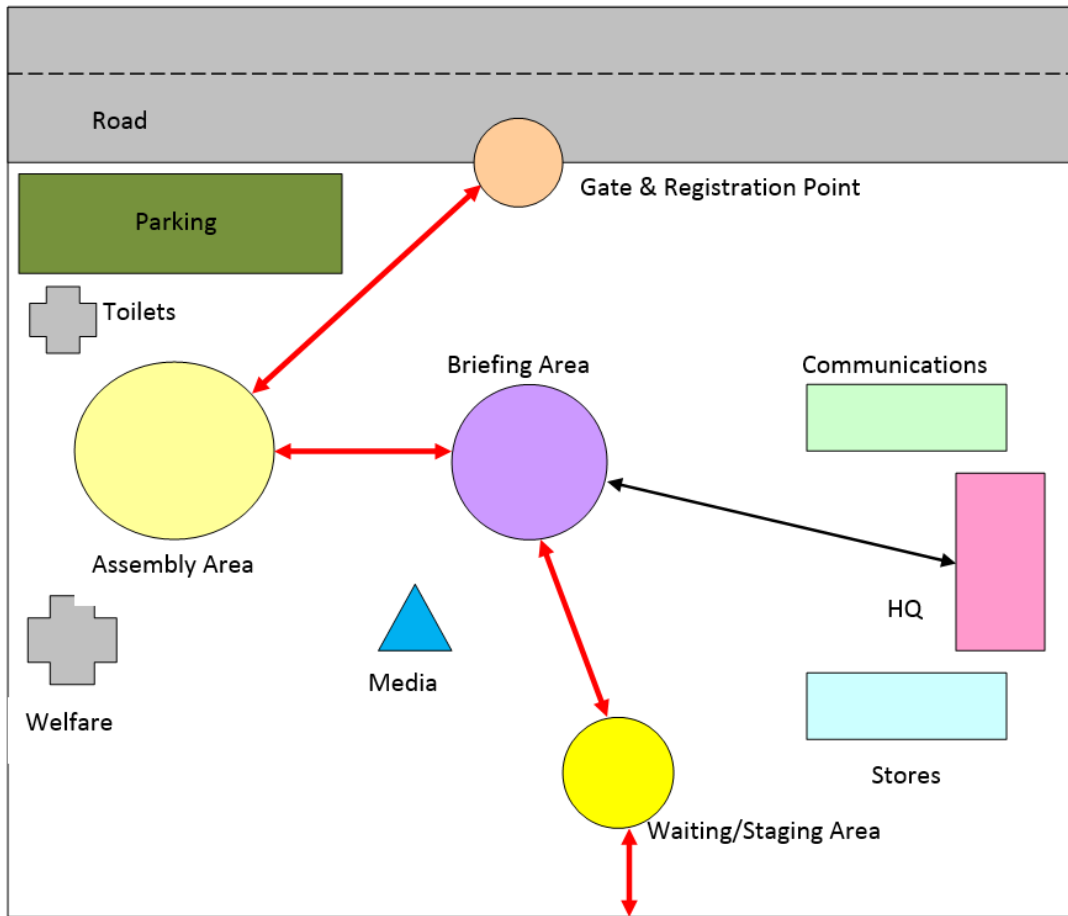 Road
Gate & Registration Point
Parking
Toilets
Briefing Area
Communications
Assembly Area
HQ
Media
Welfare
Stores
Waiting/Staging Area